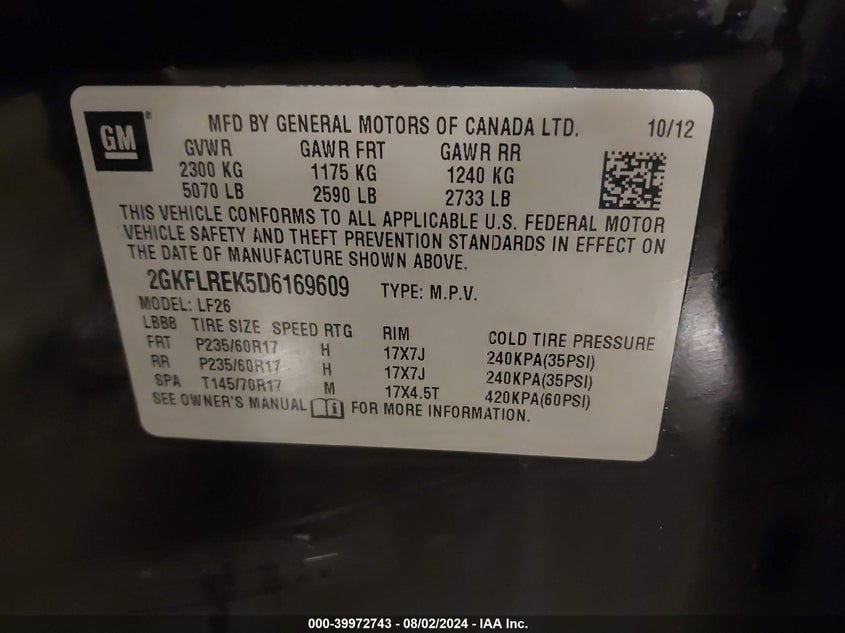 GM
MFD BY GENERAL MOTORS OF CANADA LTD. 10/12
GVWR GAWR FRT GAWR RR
2300 KG 1175 KG 1240 KG
5070 LB 2590 LB 2733 LB
THIS VEHICLE CONFORMS TO ALL APPLICABLE U.S. FEDERAL MOTOR
VEHICLE SAFETY AND THEFT PREVENTION STANDARDS IN EFFECT ON
THE DATE OF MANUFACTURE SHOWN ABOVE.
2GKFLREK5D6169609 TYPE: M.P.V.
MODEL: LF26
LBB8 TIRE SIZE SPEED RTG RIM COLD TIRE PRESSURE
FRT P235/60R17 H 17X7J 240KPA(35PSI)
RR P235/60R17 H 17X7J 240KPA(35PSI)
SPA T145/70R17 M 17X4.5T 420KPA(60PSI)
SEE OWNER'S MANUAL FOR MORE INFORMATION.
000-39972743 - 08/02/2024 - IAA Inc.